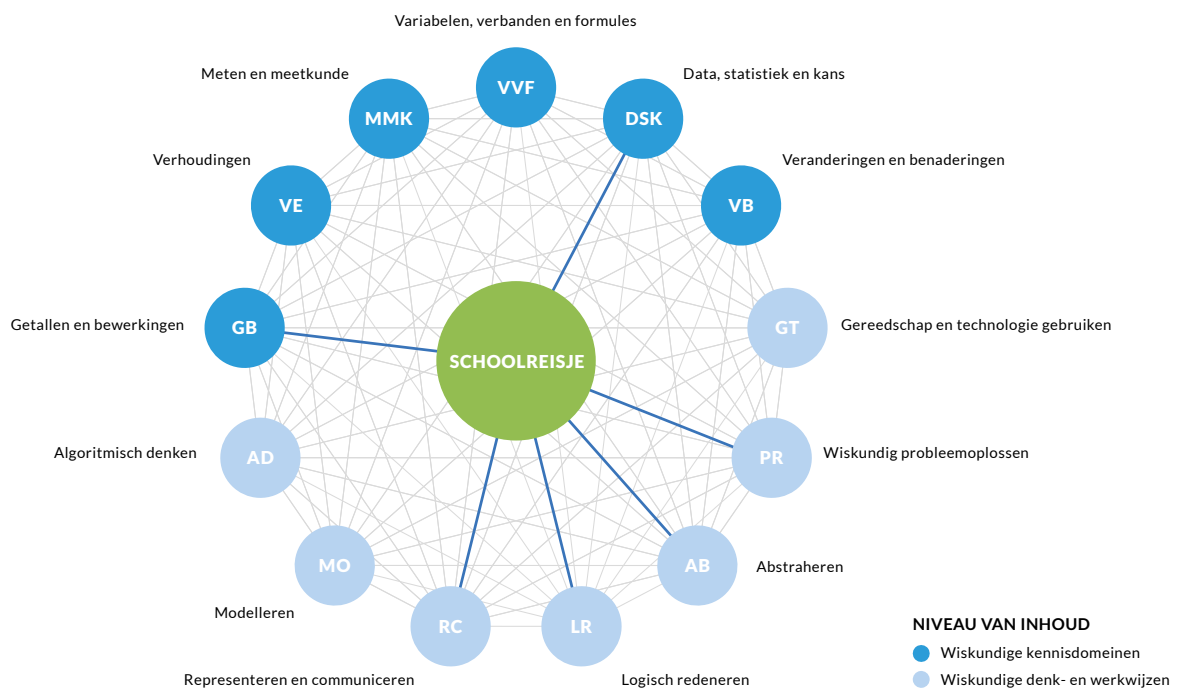 Variabelen, verbanden en formules
Meten en meetkunde
Data, statistiek en kans
VVF
MMK
DSK
Verhoudingen
Veranderingen en benaderingen
VE
VB
Getallen en bewerkingen
GB
GT
Gereedschap en technologie gebruiken
SCHOOLREISJE
Algoritmisch denken
AD
PR
Wiskundig probleemoplossen
MO
AB
Abstraheren
Modelleren
RC
LR
NIVEAU VAN INHOUD
Wiskundige kennisdomeinen
Representeren en communiceren
Logisch redeneren
Wiskundige denk- en werkwijzen